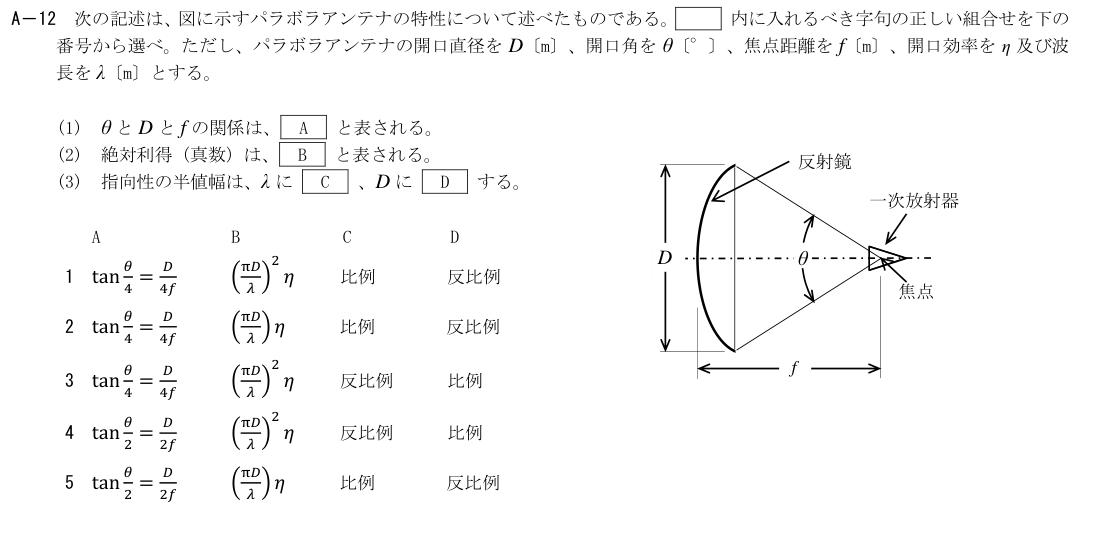 A－12　次の記述は、図に示すパラボラアンテナの特性について述べたものである。□内に入れるべき字句の正しい組合せを下の
番号から選べ。ただし、パラボラアンテナの開口直径を D〔m〕、開口角を θ〔°〕、焦点距離を f〔m〕、開口効率を η 及び波
長を λ〔m〕とする。
(1)　θ と D と f の関係は、 A と表される。
(2)　絶対利得（真数）は、 B と表される。
(3)　指向性の半値幅は、λ に C 、D に D する。
A　B　C　D
1　tan θ/4 = D/4f　(πD/λ)² η　比例　反比例
2　tan θ/4 = D/4f　(πD/λ) η　比例　反比例
3　tan θ/4 = D/4f　(πD/λ)² η　反比例　比例
4　tan θ/2 = D/2f　(πD/λ)² η　反比例　比例
5　tan θ/2 = D/2f　(πD/λ) η　比例　反比例
反射鏡
一次放射器
D
θ
焦点
f